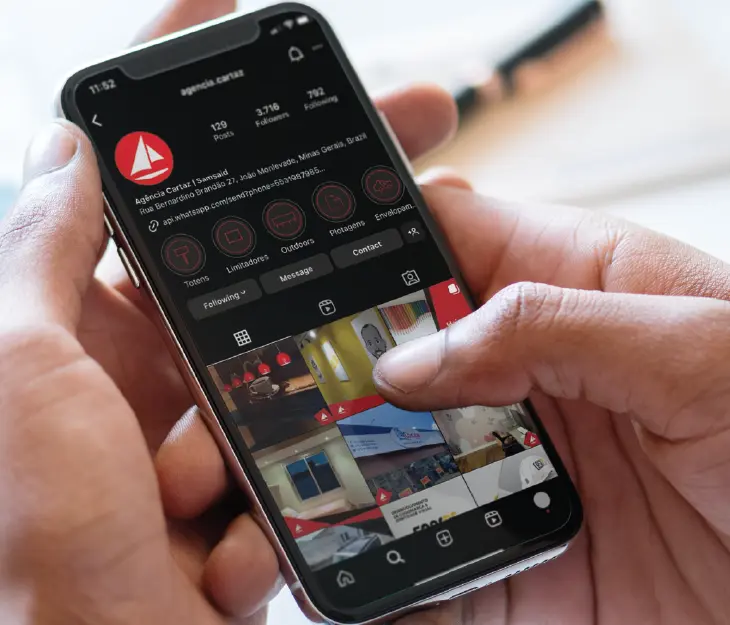 11:52
agencia.cartaz
129
Posts
3.716
Followers
792
Following
Agência Cartaz | Samsaid
Rua Bernardino Brandão 27, João Monlevade, Minas Gerais, Brazil
api.whatsapp.com/send?phone=5531987985...
Totens
Limitadores
Outdoors
Plotagens
Envelopam...
Following
Message
Contact
DESENVOLVIMENTO